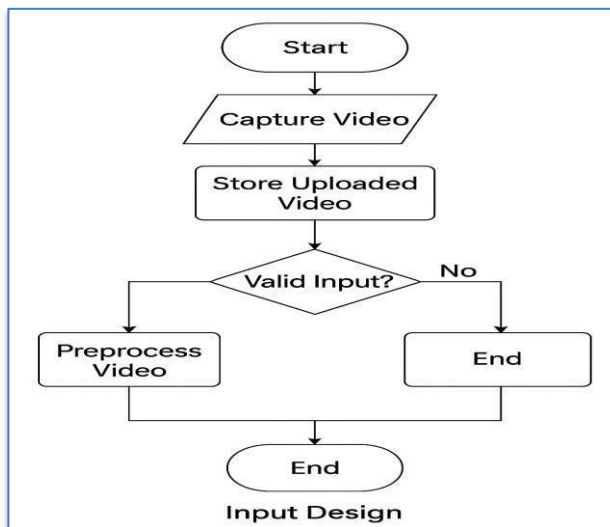 Start
Capture Video
Store Uploaded
Video
Valid Input?
No
Preprocess
Video
End
End
Input Design